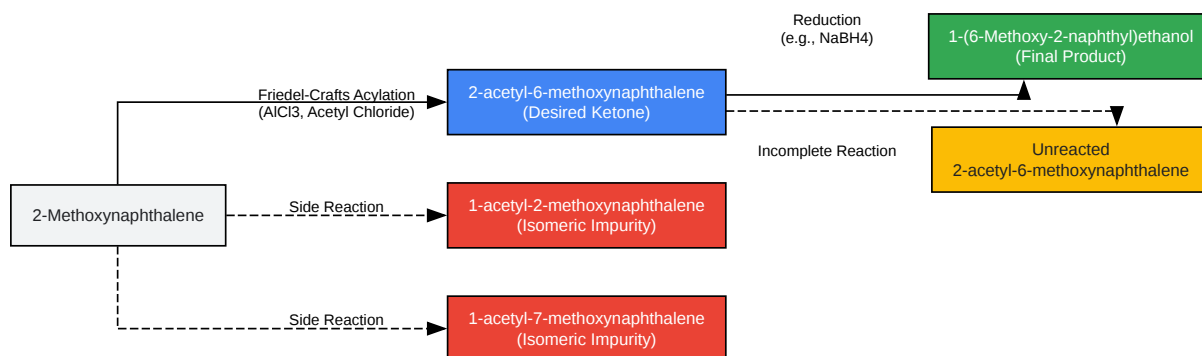 Reduction
(e.g., NaBH4)
1-(6-Methoxy-2-naphthyl)ethanol
(Final Product)
Friedel-Crafts Acylation
(AlCl3, Acetyl Chloride)
2-acetyl-6-methoxynaphthalene
(Desired Ketone)
Incomplete Reaction
Unreacted
2-acetyl-6-methoxynaphthalene
2-Methoxynaphthalene
Side Reaction
1-acetyl-2-methoxynaphthalene
(Isomeric Impurity)
Side Reaction
1-acetyl-7-methoxynaphthalene
(Isomeric Impurity)